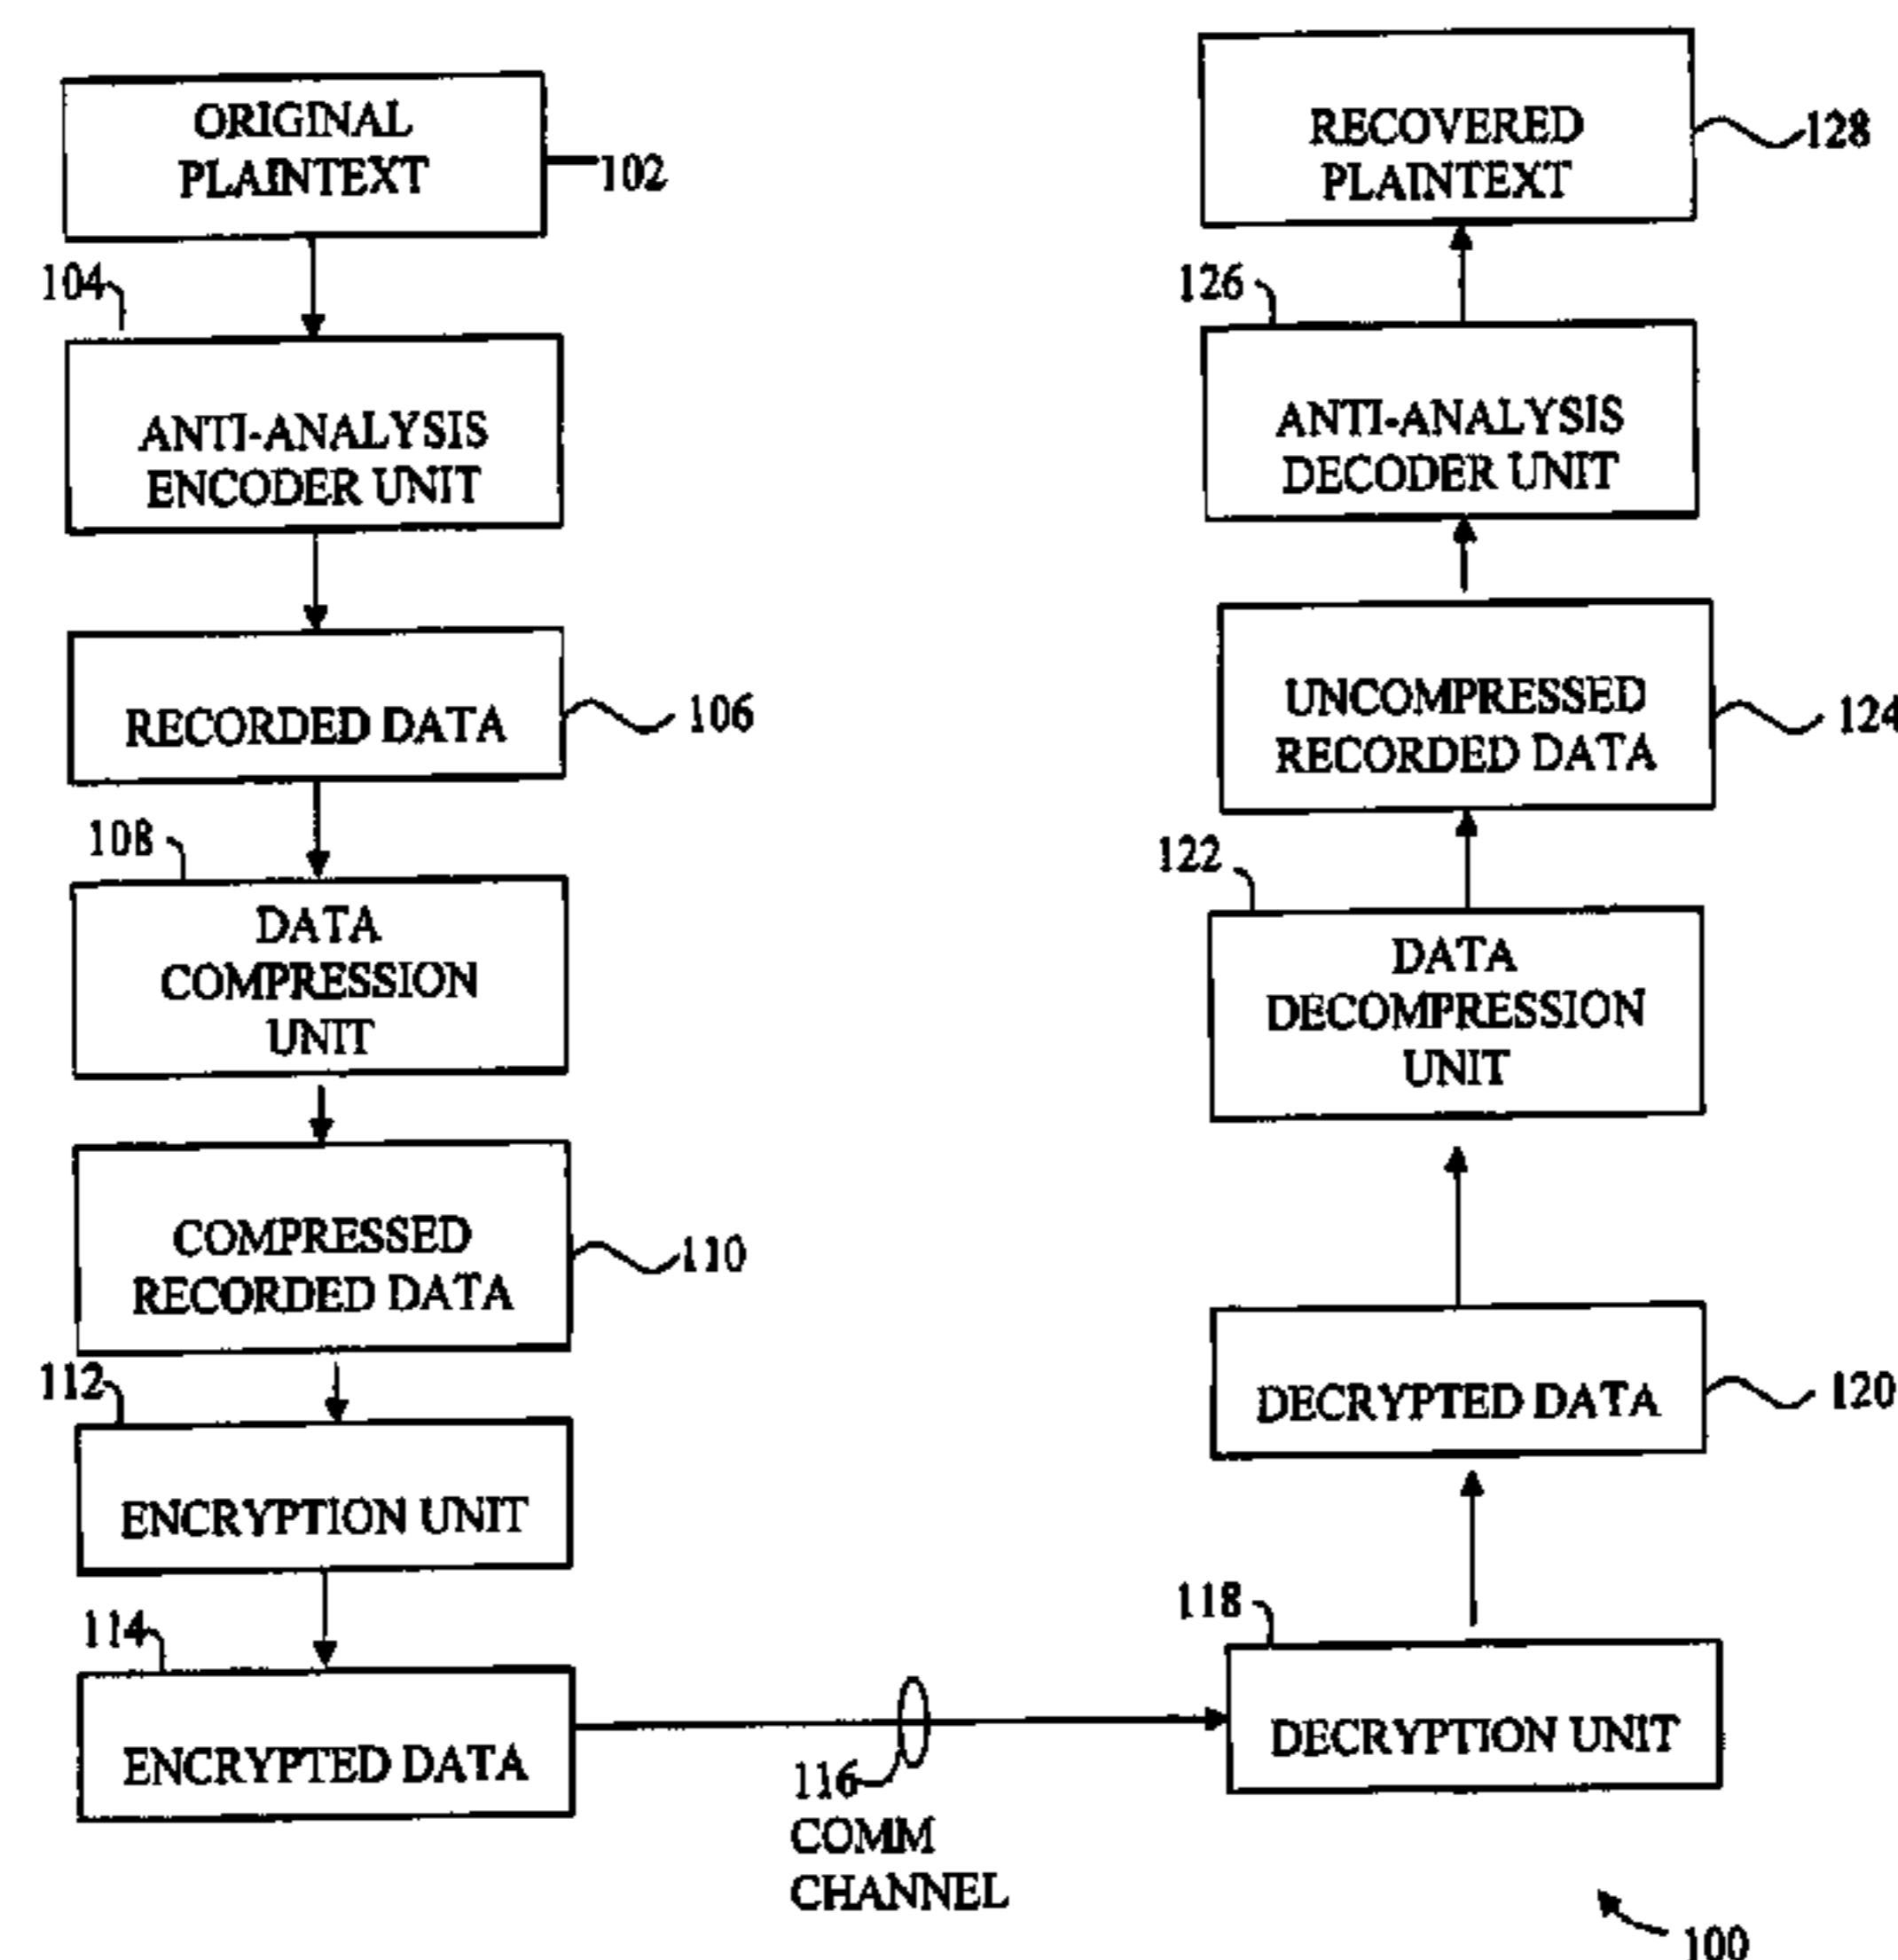 ORIGINAL
PLAINTEXT
102
104
ANTI-ANALYSIS
ENCODER UNIT
RECORDED DATA
106
108
DATA
COMPRESSION
UNIT
COMPRESSED
RECORDED DATA
110
112
ENCRYPTION UNIT
114
ENCRYPTED DATA
116
COMM
CHANNEL
118
DECRYPTION UNIT
DECRYPTED DATA
120
122
DATA
DECOMPRESSION
UNIT
UNCOMPRESSED
RECORDED DATA
124
126
ANTI-ANALYSIS
DECODER UNIT
RECOVERED
PLAINTEXT
128
100